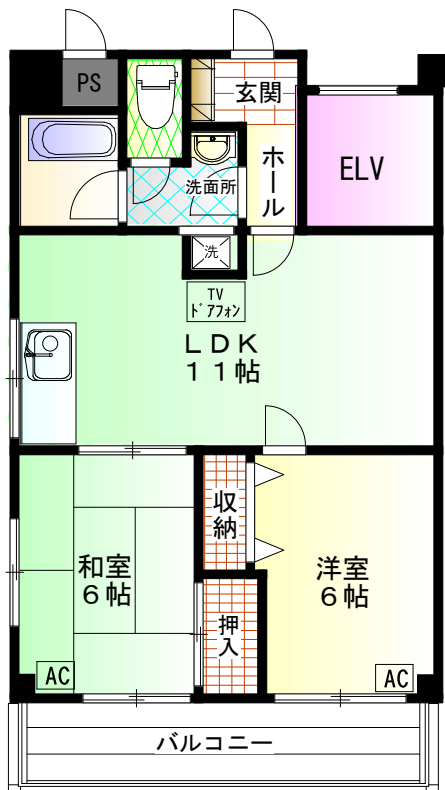 PS
玄関
ホール
ELV
洗面所
洗
TV
ドアフォン
LDK
11帖
収納
和室
6帖
洋室
6帖
押入
AC
AC
バルコニー